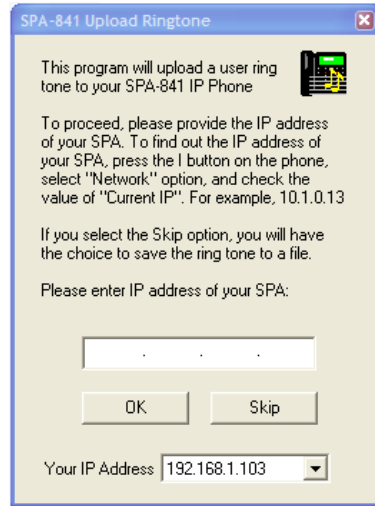 SPA-841 Upload Ringtone
This program will upload a user ring
tone to your SPA-841 IP Phone
To proceed, please provide the IP address
of your SPA. To find out the IP address of
your SPA, press the I button on the phone,
select "Network" option, and check the
value of "Current IP". For example, 10.1.0.13
If you select the Skip option, you will have
the choice to save the ring tone to a file.
Please enter IP address of your SPA:
. . .
OK Skip
Your IP Address 192.168.1.103